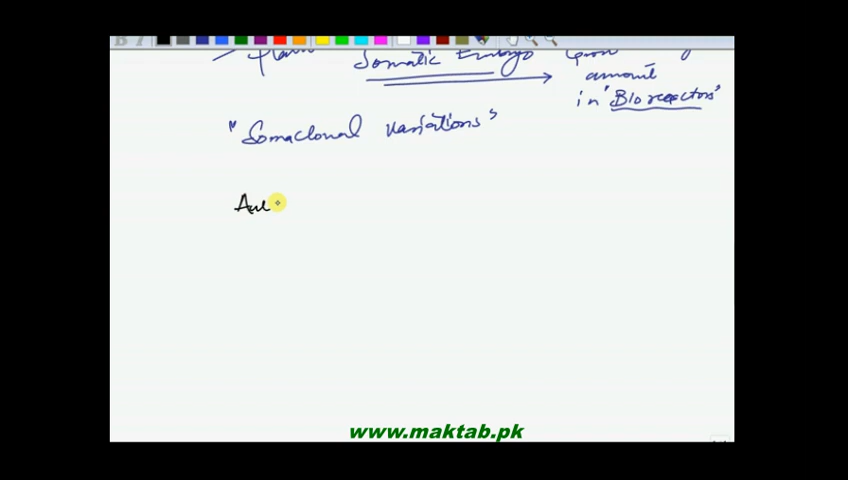 Somatic Embryo
amount
in "Bioreactors"
"Somaclonal variations"
www.maktab.pk